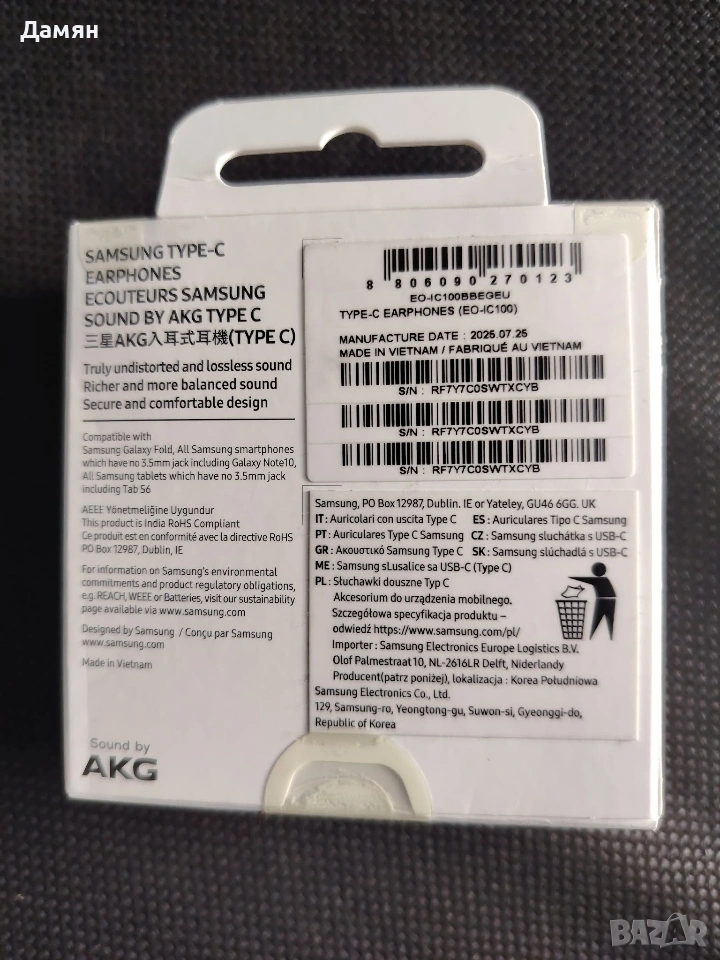 Дамян
SAMSUNG TYPE-C
EARPHONES
ECOUTEURS SAMSUNG
SOUND BY AKG TYPE C
三星AKG入耳式耳機(TYPE C)
Truly undistorted and lossless sound
Richer and more balanced sound
Secure and comfortable design
Compatible with
Samsung Galaxy Fold, All Samsung smartphones
which have no 3.5mm jack including Galaxy Note10,
All Samsung tablets which have no 3.5mm jack
including Tab S6
AEEE Yönetmeliğine Uygundur
This product is India RoHS Compliant
Ce produit est en conformité avec la directive RoHS
PO Box 12987, Dublin, IE
For information on Samsung's environmental
commitments and product regulatory obligations,
e.g. REACH, WEEE or Batteries, visit our sustainability
page available via www.samsung.com
Designed by Samsung / Conçu par Samsung
www.samsung.com
Made in Vietnam
Sound by
AKG
8 806090 270123
EO-IC100BBEGEU
TYPE-C EARPHONES (EO-IC100)
MANUFACTURE DATE : 2025.07.25
MADE IN VIETNAM / FABRIQUÉ AU VIETNAM
S/N : RF7Y7C0SWTXCYB
S/N : RF7Y7C0SWTXCYB
S/N : RF7Y7C0SWTXCYB
Samsung, PO Box 12987, Dublin. IE or Yateley, GU46 6GG. UK
IT : Auricolari con uscita Type C ES : Auriculares Tipo C Samsung
PT : Auriculares Type C Samsung CZ : Samsung sluchátka s USB-C
GR : Ακουστικό Samsung Type C SK : Samsung slúchadlá s USB-C
ME : Samsung sLusalice sa USB-C (Type C)
PL : Słuchawki douszne Typ C
Akcesorium do urządzenia mobilnego.
Szczegółowa specyfikacja produktu –
odwiedź https://www.samsung.com/pl/
Importer : Samsung Electronics Europe Logistics B.V.
Olof Palmestraat 10, NL-2616LR Delft, Niderlandy
Producent(patrz poniżej), lokalizacja : Korea Południowa
Samsung Electronics Co., Ltd.
129, Samsung-ro, Yeongtong-gu, Suwon-si, Gyeonggi-do,
Republic of Korea
BAZAR